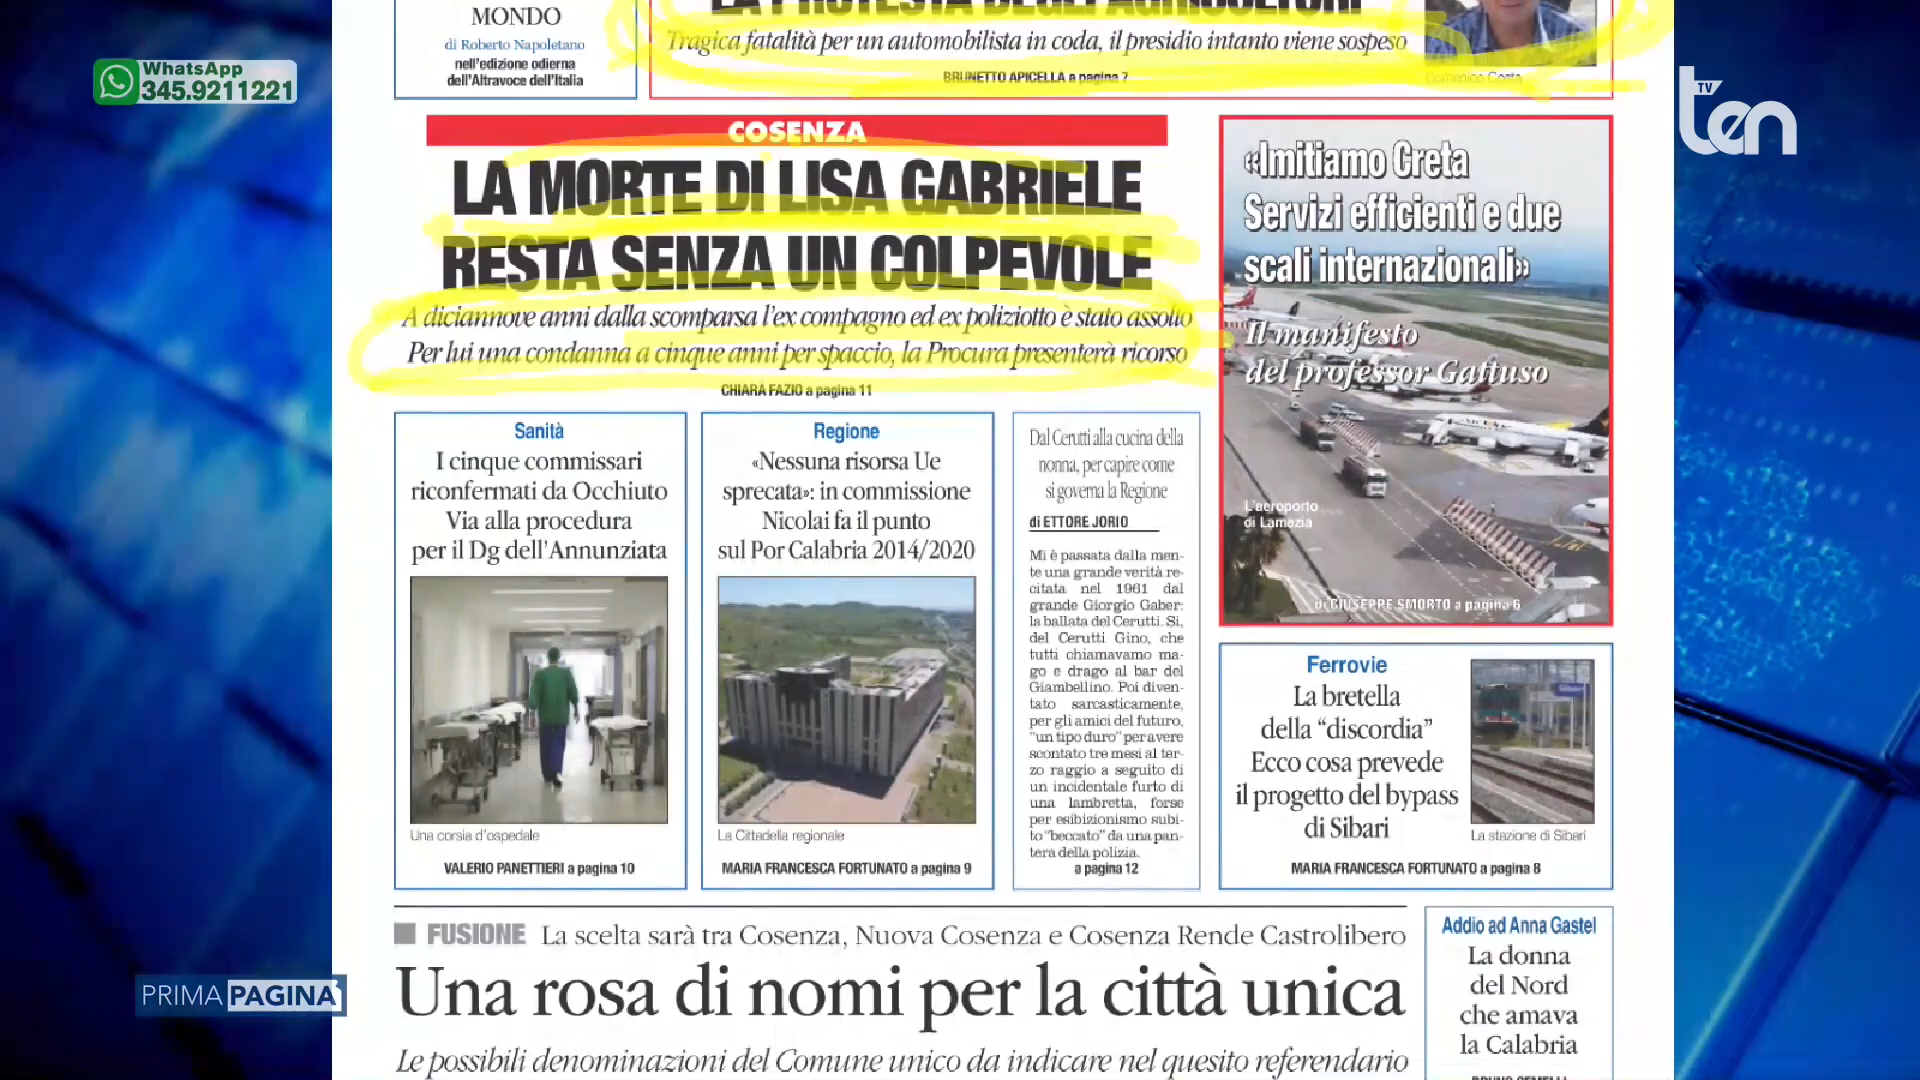 WhatsApp
345.9211221
TV
ten
MONDO
di Roberto Napoletano
nell'edizione odierna
dell'Altravoce dell'Italia
LA PROTESTA DEGLI AGRICOLTORI
Tragica fatalità per un automobilista in coda, il presidio intanto viene sospeso
BRUNETTO APICELLA a pagina 7
Domenico Costa
COSENZA
LA MORTE DI LISA GABRIELE
RESTA SENZA UN COLPEVOLE
A diciannove anni dalla scomparsa l'ex compagno ed ex poliziotto è stato assolto
Per lui una condanna a cinque anni per spaccio, la Procura presenterà ricorso
CHIARA FAZIO a pagina 11
«Imitiamo Creta
Servizi efficienti e due
scali internazionali»
Il manifesto
del professor Gattuso
L'aeroporto
di Lamezia
di GIUSEPPE SMORTO a pagina 6
Sanità
I cinque commissari
riconfermati da Occhiuto
Via alla procedura
per il Dg dell'Annunziata
Una corsia d'ospedale
VALERIO PANETTIERI a pagina 10
Regione
«Nessuna risorsa Ue
sprecata»: in commissione
Nicolai fa il punto
sul Por Calabria 2014/2020
La Cittadella regionale
MARIA FRANCESCA FORTUNATO a pagina 9
Dal Cerutti alla cucina della
nonna, per capire come
si governa la Regione
di ETTORE JORIO
Mi è passata dalla men-
te una grande verità re-
citata nel 1961 dal
grande Giorgio Gaber:
la ballata del Cerutti. Si,
del Cerutti Gino, che
tutti chiamavamo ma-
go e drago al bar del
Giambellino. Poi diven-
tato sarcasticamente,
per gli amici del futuro,
"un tipo duro" per avere
scontato tre mesi al ter-
zo raggio a seguito di
un incidentale furto di
una lambretta, forse
per esibizionismo subi-
to "beccato" da una pan-
tera della polizia.
a pagina 12
Ferrovie
La bretella
della "discordia"
Ecco cosa prevede
il progetto del bypass
di Sibari
La stazione di Sibari
MARIA FRANCESCA FORTUNATO a pagina 8
FUSIONE La scelta sarà tra Cosenza, Nuova Cosenza e Cosenza Rende Castrolibero
Una rosa di nomi per la città unica
Le possibili denominazioni del Comune unico da indicare nel quesito referendario
Addio ad Anna Gastel
La donna
del Nord
che amava
la Calabria
PRIMA PAGINA